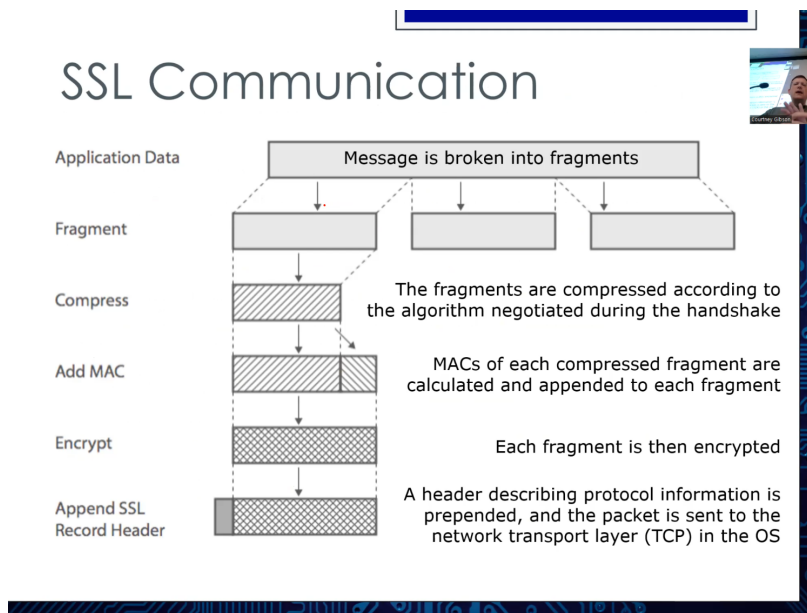 SSL Communication
Courtney Gibson
Application Data
Message is broken into fragments
Fragment
Compress
The fragments are compressed according to
the algorithm negotiated during the handshake
Add MAC
MACs of each compressed fragment are
calculated and appended to each fragment
Encrypt
Each fragment is then encrypted
Append SSL
Record Header
A header describing protocol information is
prepended, and the packet is sent to the
network transport layer (TCP) in the OS